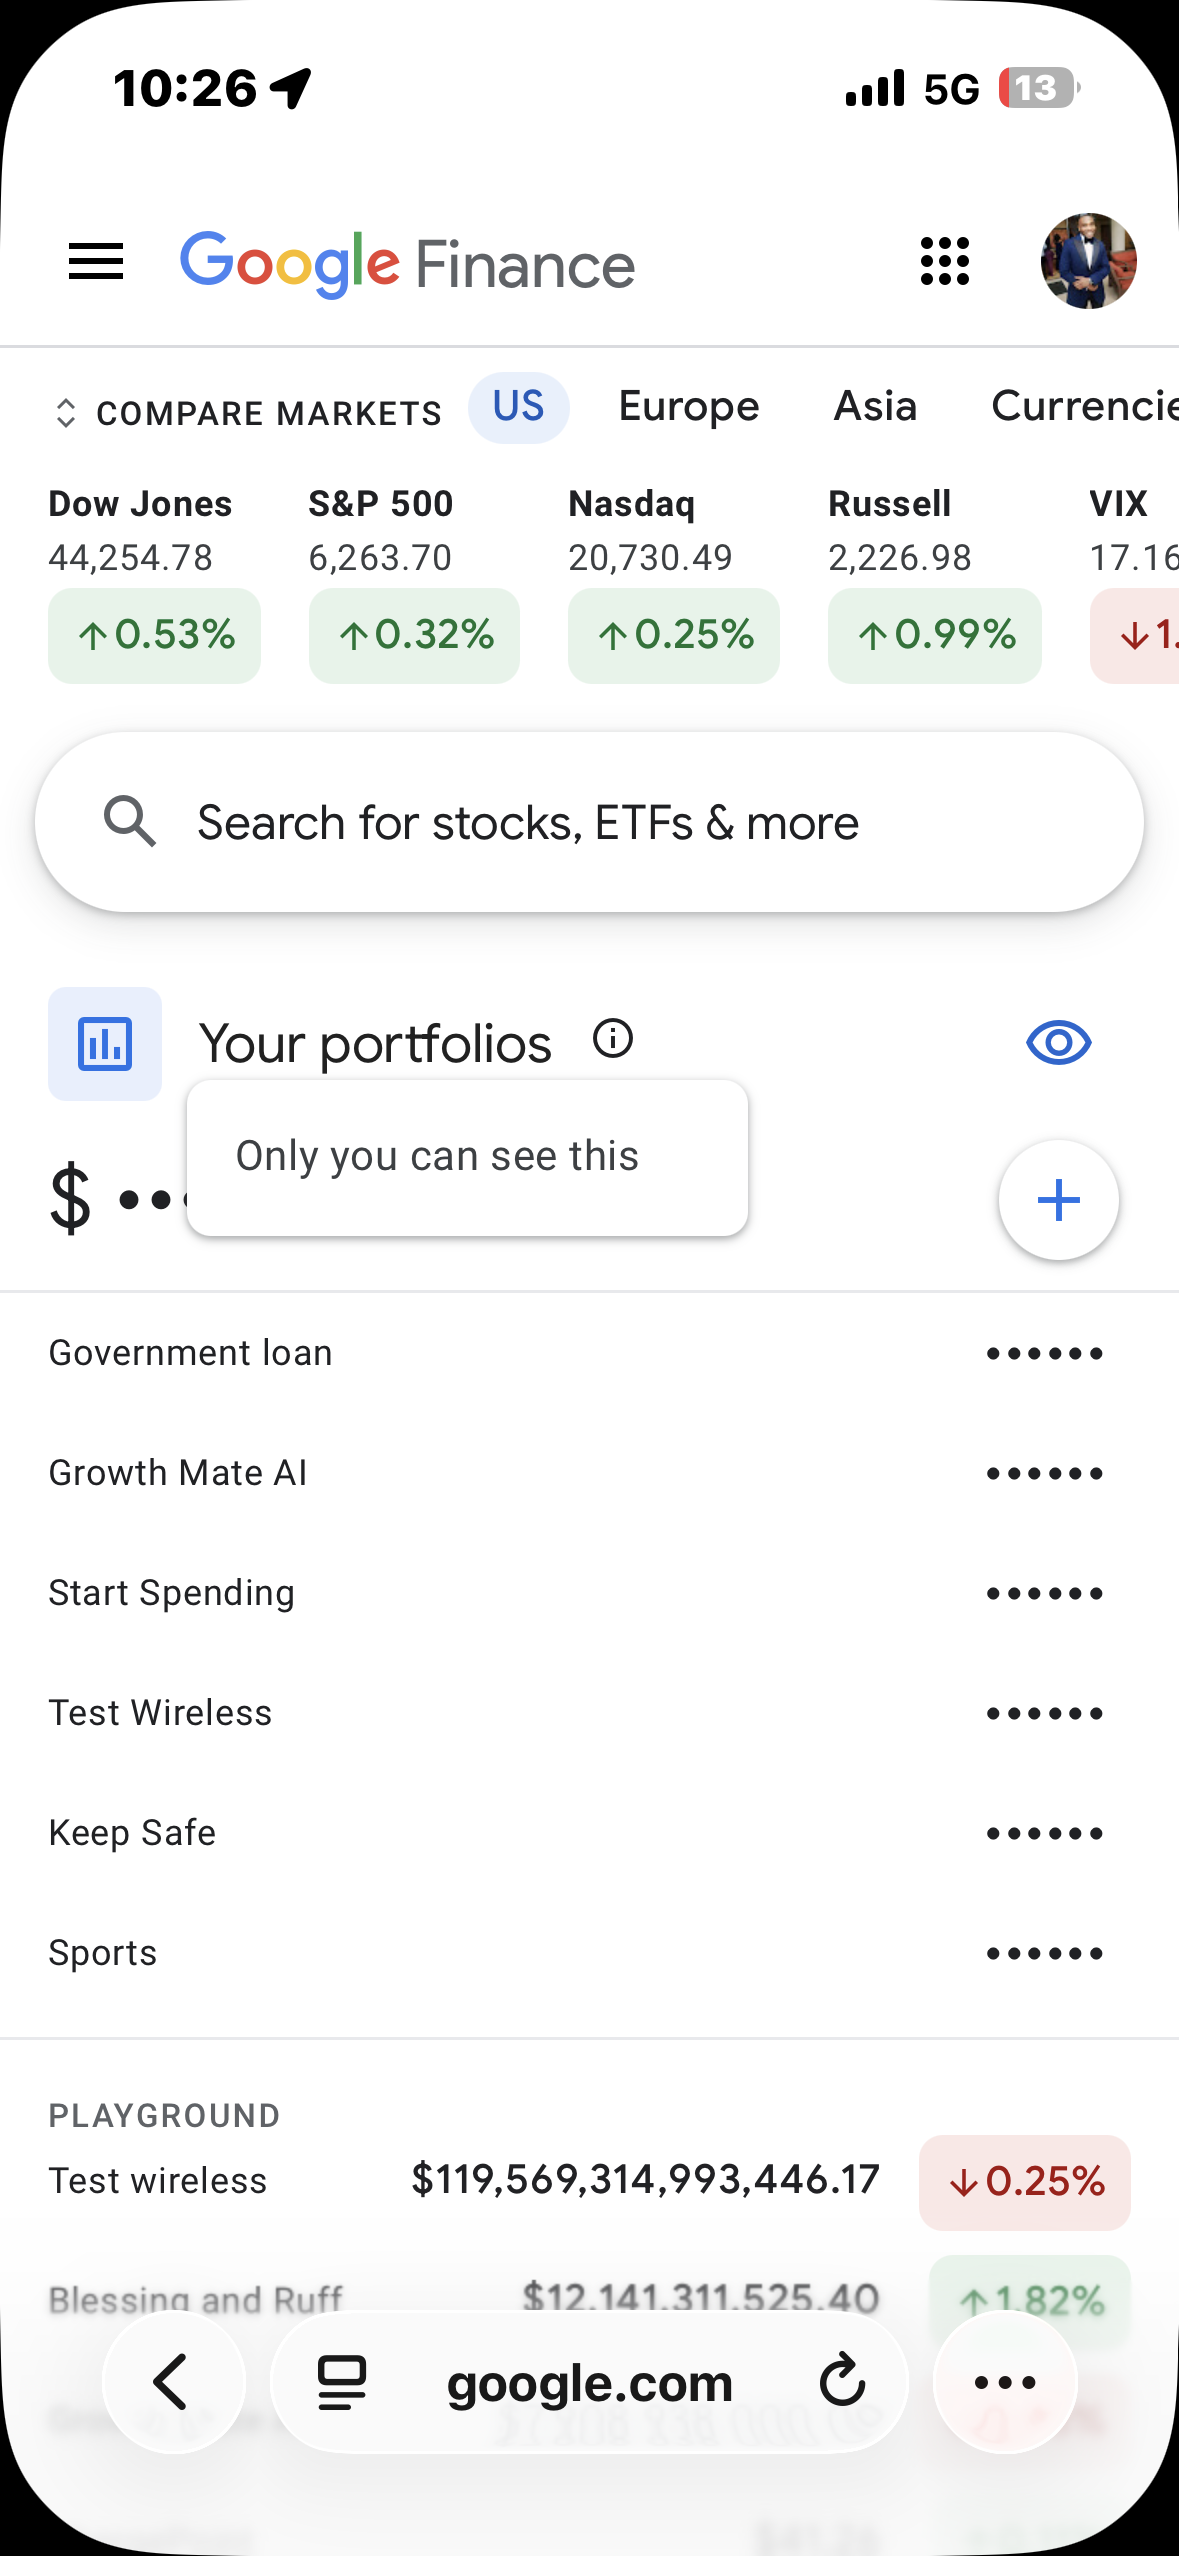 10:26 5G 13
Google Finance
COMPARE MARKETS US Europe Asia Currencie
Dow Jones S&P 500 Nasdaq Russell VIX
44,254.78 6,263.70 20,730.49 2,226.98 17.16
↑0.53% ↑0.32% ↑0.25% ↑0.99% ↓1.
Search for stocks, ETFs & more
Your portfolios
Only you can see this
$ ••
Government loan ••••••
Growth Mate AI ••••••
Start Spending ••••••
Test Wireless ••••••
Keep Safe ••••••
Sports ••••••
PLAYGROUND
Test wireless $119,569,314,993,446.17 ↓0.25%
Blessing and Ruff $12,141,311,525.40 ↑1.82%
google.com